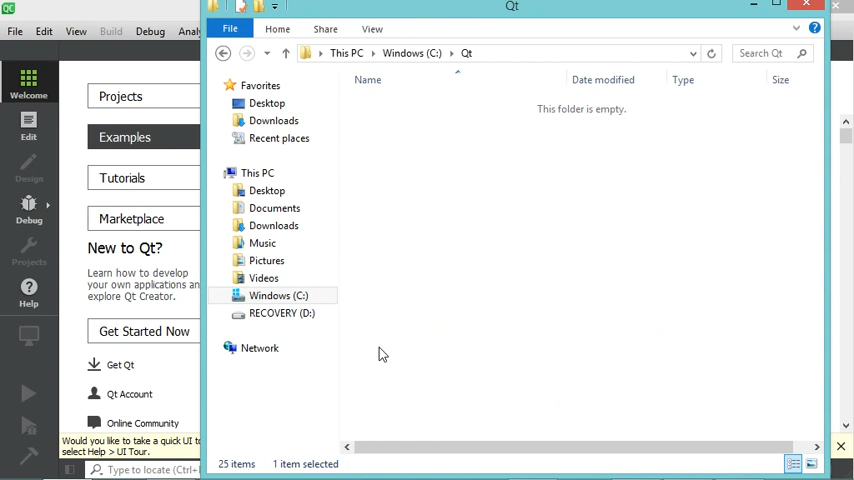 QC
Qt
File Edit View Build Debug Analy
File Home Share View
This PC Windows (C:) Qt
Search Qt
Name Date modified Type Size
This folder is empty.
Welcome
Edit
Design
Debug
Projects
Help
Projects
Examples
Tutorials
Marketplace
New to Qt?
Learn how to develop
your own applications an
explore Qt Creator.
Get Started Now
Get Qt
Qt Account
Online Community
Would you like to take a quick UI to
select Help > UI Tour.
Type to locate (Ctrl+
Favorites
Desktop
Downloads
Recent places
This PC
Desktop
Documents
Downloads
Music
Pictures
Videos
Windows (C:)
RECOVERY (D:)
Network
25 items 1 item selected